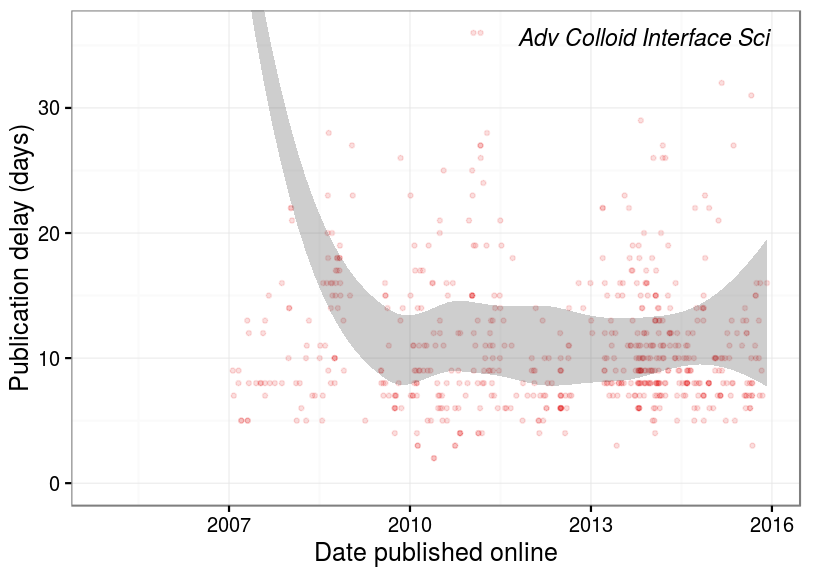 Adv Colloid Interface Sci
Publication delay (days)
30
20
10
0
2007 2010 2013 2016
Date published online